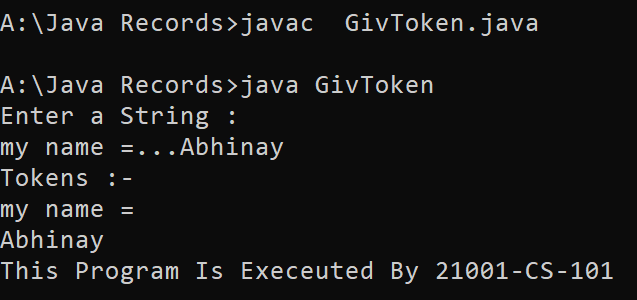 A:\Java Records>javac  GivToken.java
A:\Java Records>java GivToken
Enter a String :
my name =...Abhinay
Tokens :-
my name =
Abhinay
This Program Is Execeuted By 21001-CS-101